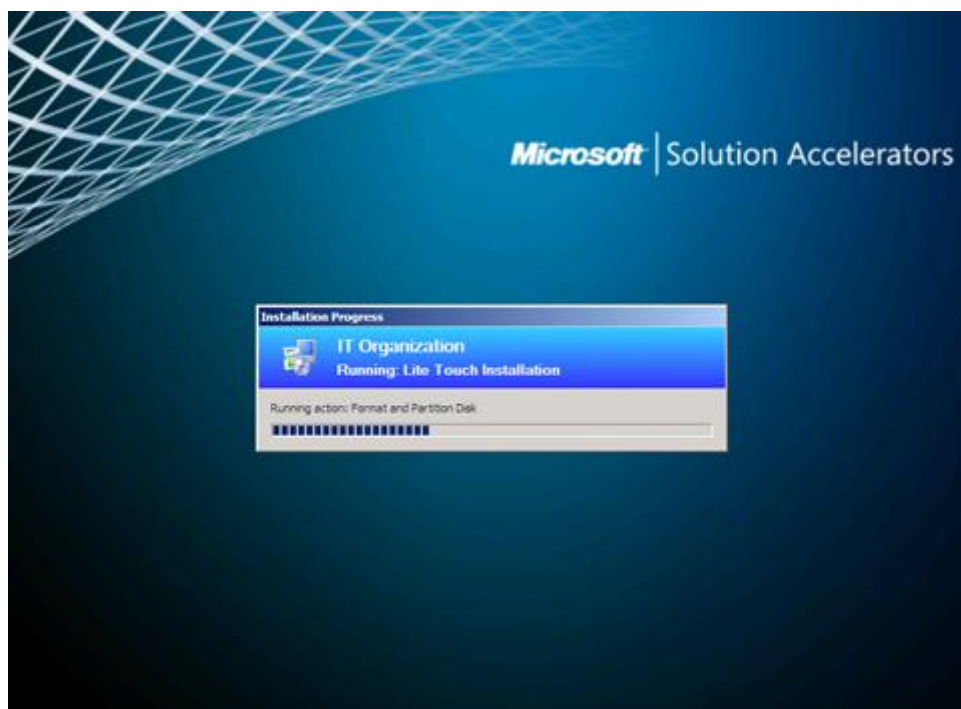 Microsoft | Solution Accelerators
Installation Progress
IT Organization
Running: Lite Touch Installation
Running action: Format and Partition Disk